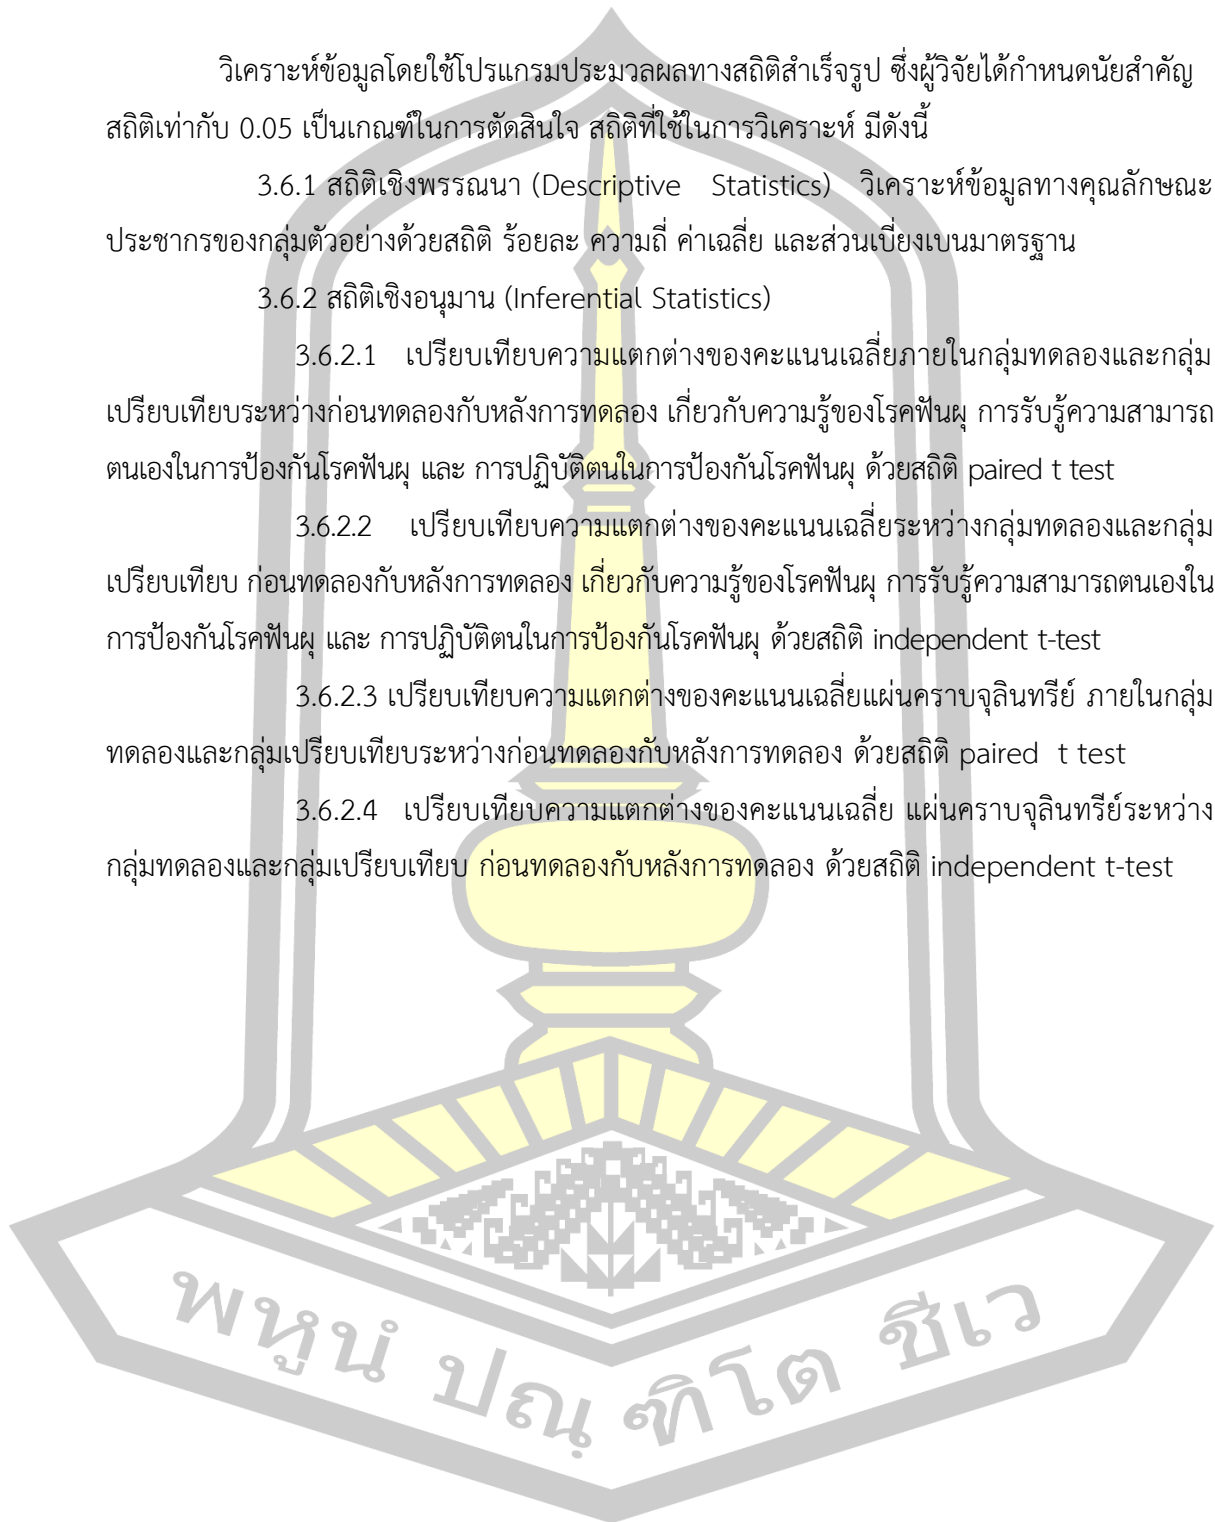 วิเคราะห์ข้อมูลโดยใช้โปรแกรมประมวลผลทางสถิติสำเร็จรูป ซึ่งผู้วิจัยได้กำหนดนัยสำคัญ
สถิติเท่ากับ 0.05 เป็นเกณฑ์ในการตัดสินใจ สถิติที่ใช้ในการวิเคราะห์ มีดังนี้
3.6.1 สถิติเชิงพรรณนา (Descriptive Statistics) วิเคราะห์ข้อมูลทางคุณลักษณะ
ประชากรของกลุ่มตัวอย่างด้วยสถิติ ร้อยละ ความถี่ ค่าเฉลี่ย และส่วนเบี่ยงเบนมาตรฐาน
3.6.2 สถิติเชิงอนุมาน (Inferential Statistics)
3.6.2.1 เปรียบเทียบความแตกต่างของคะแนนเฉลี่ยภายในกลุ่มทดลองและกลุ่ม
เปรียบเทียบระหว่างก่อนทดลองกับหลังการทดลอง เกี่ยวกับความรู้ของโรคฟันผุ การรับรู้ความสามารถ
ตนเองในการป้องกันโรคฟันผุ และ การปฏิบัติตนในการป้องกันโรคฟันผุ ด้วยสถิติ paired t test
3.6.2.2 เปรียบเทียบความแตกต่างของคะแนนเฉลี่ยระหว่างกลุ่มทดลองและกลุ่ม
เปรียบเทียบ ก่อนทดลองกับหลังการทดลอง เกี่ยวกับความรู้ของโรคฟันผุ การรับรู้ความสามารถตนเองใน
การป้องกันโรคฟันผุ และ การปฏิบัติตนในการป้องกันโรคฟันผุ ด้วยสถิติ independent t-test
3.6.2.3 เปรียบเทียบความแตกต่างของคะแนนเฉลี่ยแผ่นคราบจุลินทรีย์ ภายในกลุ่ม
ทดลองและกลุ่มเปรียบเทียบระหว่างก่อนทดลองกับหลังการทดลอง ด้วยสถิติ paired t test
3.6.2.4 เปรียบเทียบความแตกต่างของคะแนนเฉลี่ย แผ่นคราบจุลินทรีย์ระหว่าง
กลุ่มทดลองและกลุ่มเปรียบเทียบ ก่อนทดลองกับหลังการทดลอง ด้วยสถิติ independent t-test
พหูนํ ปณฺฑิโต ชีเว